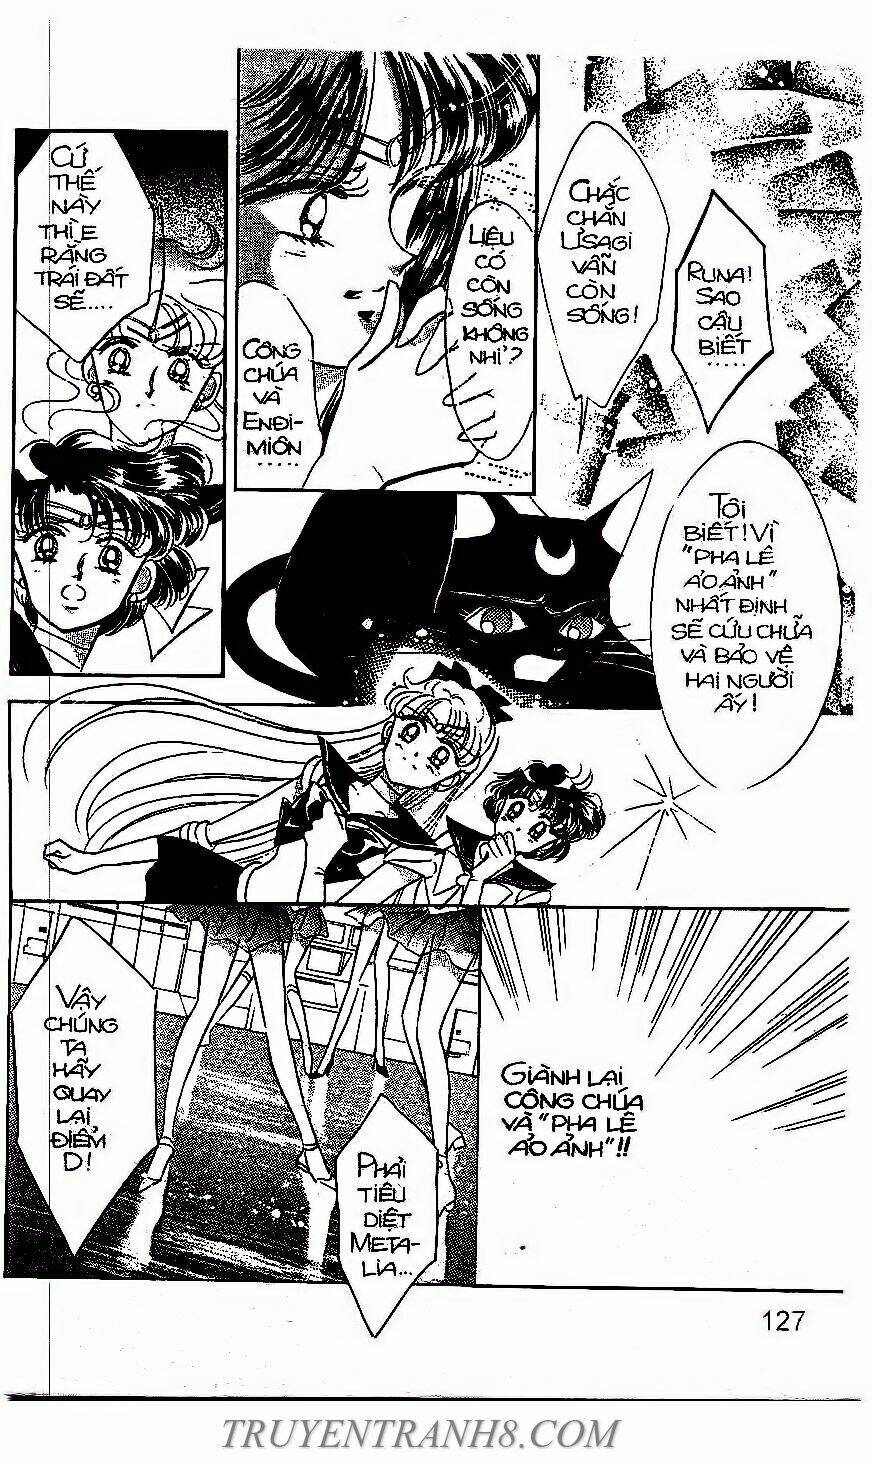 RUNA!
SAO
CẬU
BIẾT
.....
CHẮC
CHẮN
USAGI
VẪN
CÒN
SỐNG!
LIỆU
CÓ
CÒN
SỐNG
KHÔNG
NHỈ?
CÔNG
CHÚA
VÀ
ENĐI-
MIÔN
.....
CỨ
THẾ
NÀY
THÌ E
RẰNG
TRÁI ĐẤT
SẼ.....
TÔI
BIẾT! VÌ
"PHA LÊ
ẢO ẢNH"
NHẤT ĐỊNH
SẼ CỨU CHỮA
VÀ BẢO VỆ
HAI NGƯỜI
ẤY!
GIÀNH LẠI
CÔNG CHÚA
VÀ "PHA LÊ
ẢO ẢNH"!!
PHẢI
TIÊU
DIỆT
META-
LIA...
VẬY
CHÚNG
TA
HÃY
QUAY
LẠI
ĐIỂM
D!
127
TRUYENTRANH8.COM